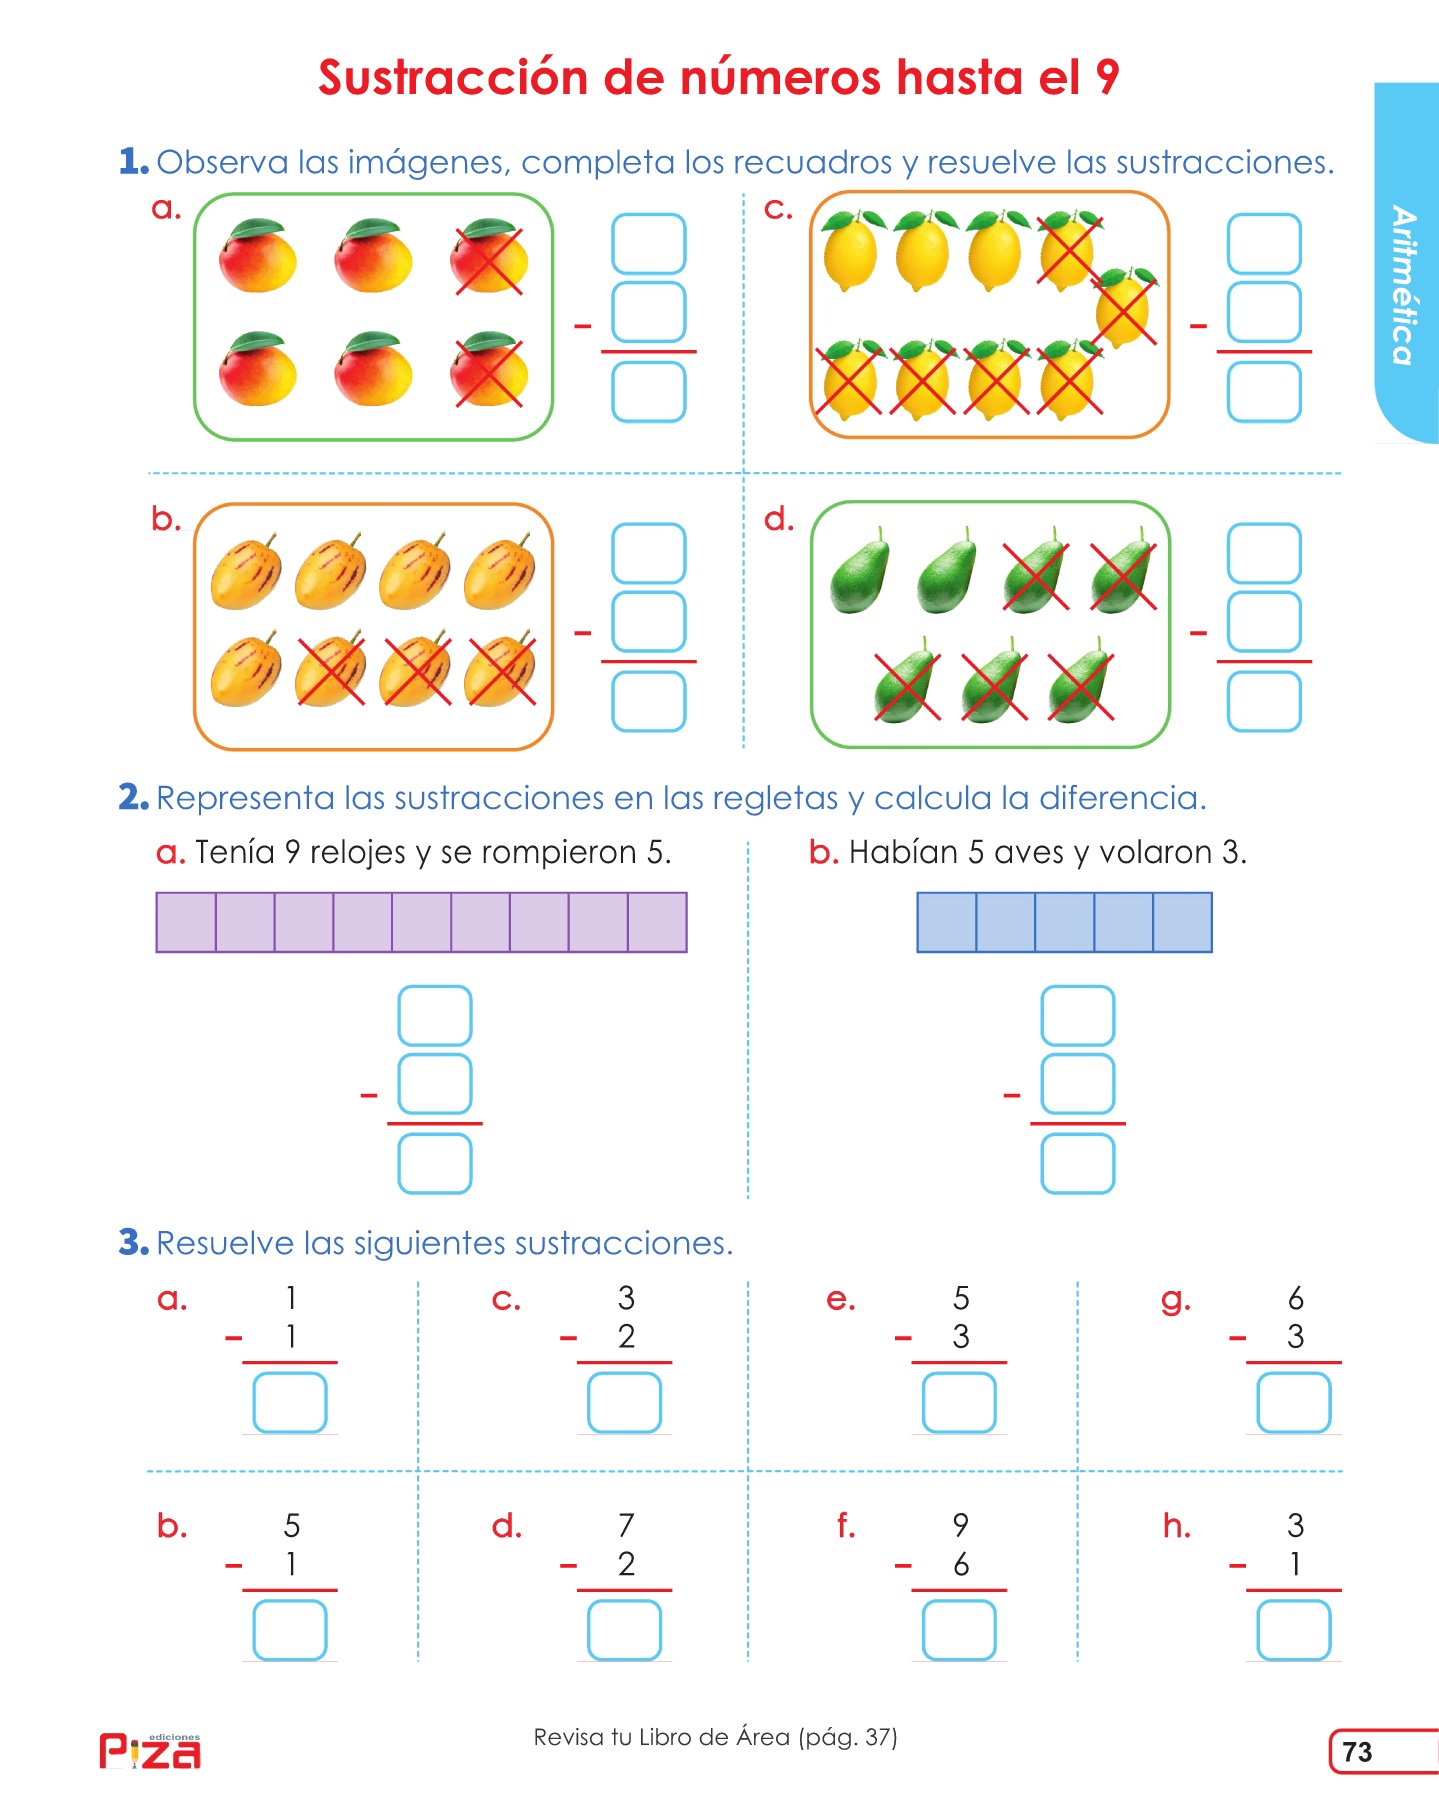 Sustracción de números hasta el 9
Aritmética
1. Observa las imágenes, completa los recuadros y resuelve las sustracciones.
a.
–
c.
–
b.
–
d.
–
2. Representa las sustracciones en las regletas y calcula la diferencia.
a. Tenía 9 relojes y se rompieron 5.
–
b. Habían 5 aves y volaron 3.
–
3. Resuelve las siguientes sustracciones.
a. 1
– 1
c. 3
– 2
e. 5
– 3
g. 6
– 3
b. 5
– 1
d. 7
– 2
f. 9
– 6
h. 3
– 1
ediciones
Piza
Revisa tu Libro de Área (pág. 37)
73